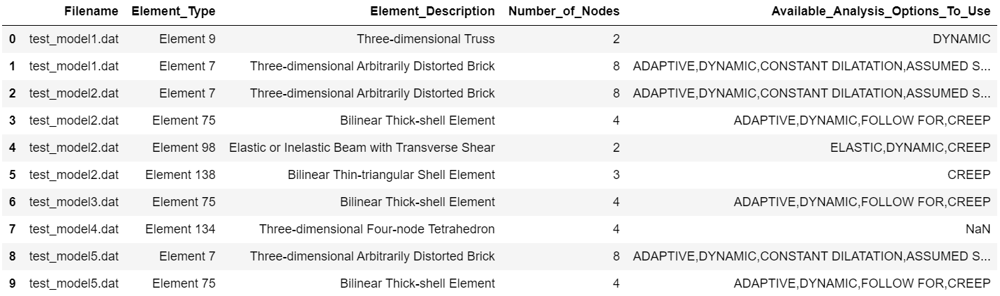 Filename Element_Type Element_Description Number_of_Nodes Available_Analysis_Options_To_Use
0 test_model1.dat Element 9 Three-dimensional Truss 2 DYNAMIC
1 test_model1.dat Element 7 Three-dimensional Arbitrarily Distorted Brick 8 ADAPTIVE,DYNAMIC,CONSTANT DILATATION,ASSUMED S...
2 test_model2.dat Element 7 Three-dimensional Arbitrarily Distorted Brick 8 ADAPTIVE,DYNAMIC,CONSTANT DILATATION,ASSUMED S...
3 test_model2.dat Element 75 Bilinear Thick-shell Element 4 ADAPTIVE,DYNAMIC,FOLLOW FOR,CREEP
4 test_model2.dat Element 98 Elastic or Inelastic Beam with Transverse Shear 2 ELASTIC,DYNAMIC,CREEP
5 test_model2.dat Element 138 Bilinear Thin-triangular Shell Element 3 CREEP
6 test_model3.dat Element 75 Bilinear Thick-shell Element 4 ADAPTIVE,DYNAMIC,FOLLOW FOR,CREEP
7 test_model4.dat Element 134 Three-dimensional Four-node Tetrahedron 4 NaN
8 test_model5.dat Element 7 Three-dimensional Arbitrarily Distorted Brick 8 ADAPTIVE,DYNAMIC,CONSTANT DILATATION,ASSUMED S...
9 test_model5.dat Element 75 Bilinear Thick-shell Element 4 ADAPTIVE,DYNAMIC,FOLLOW FOR,CREEP